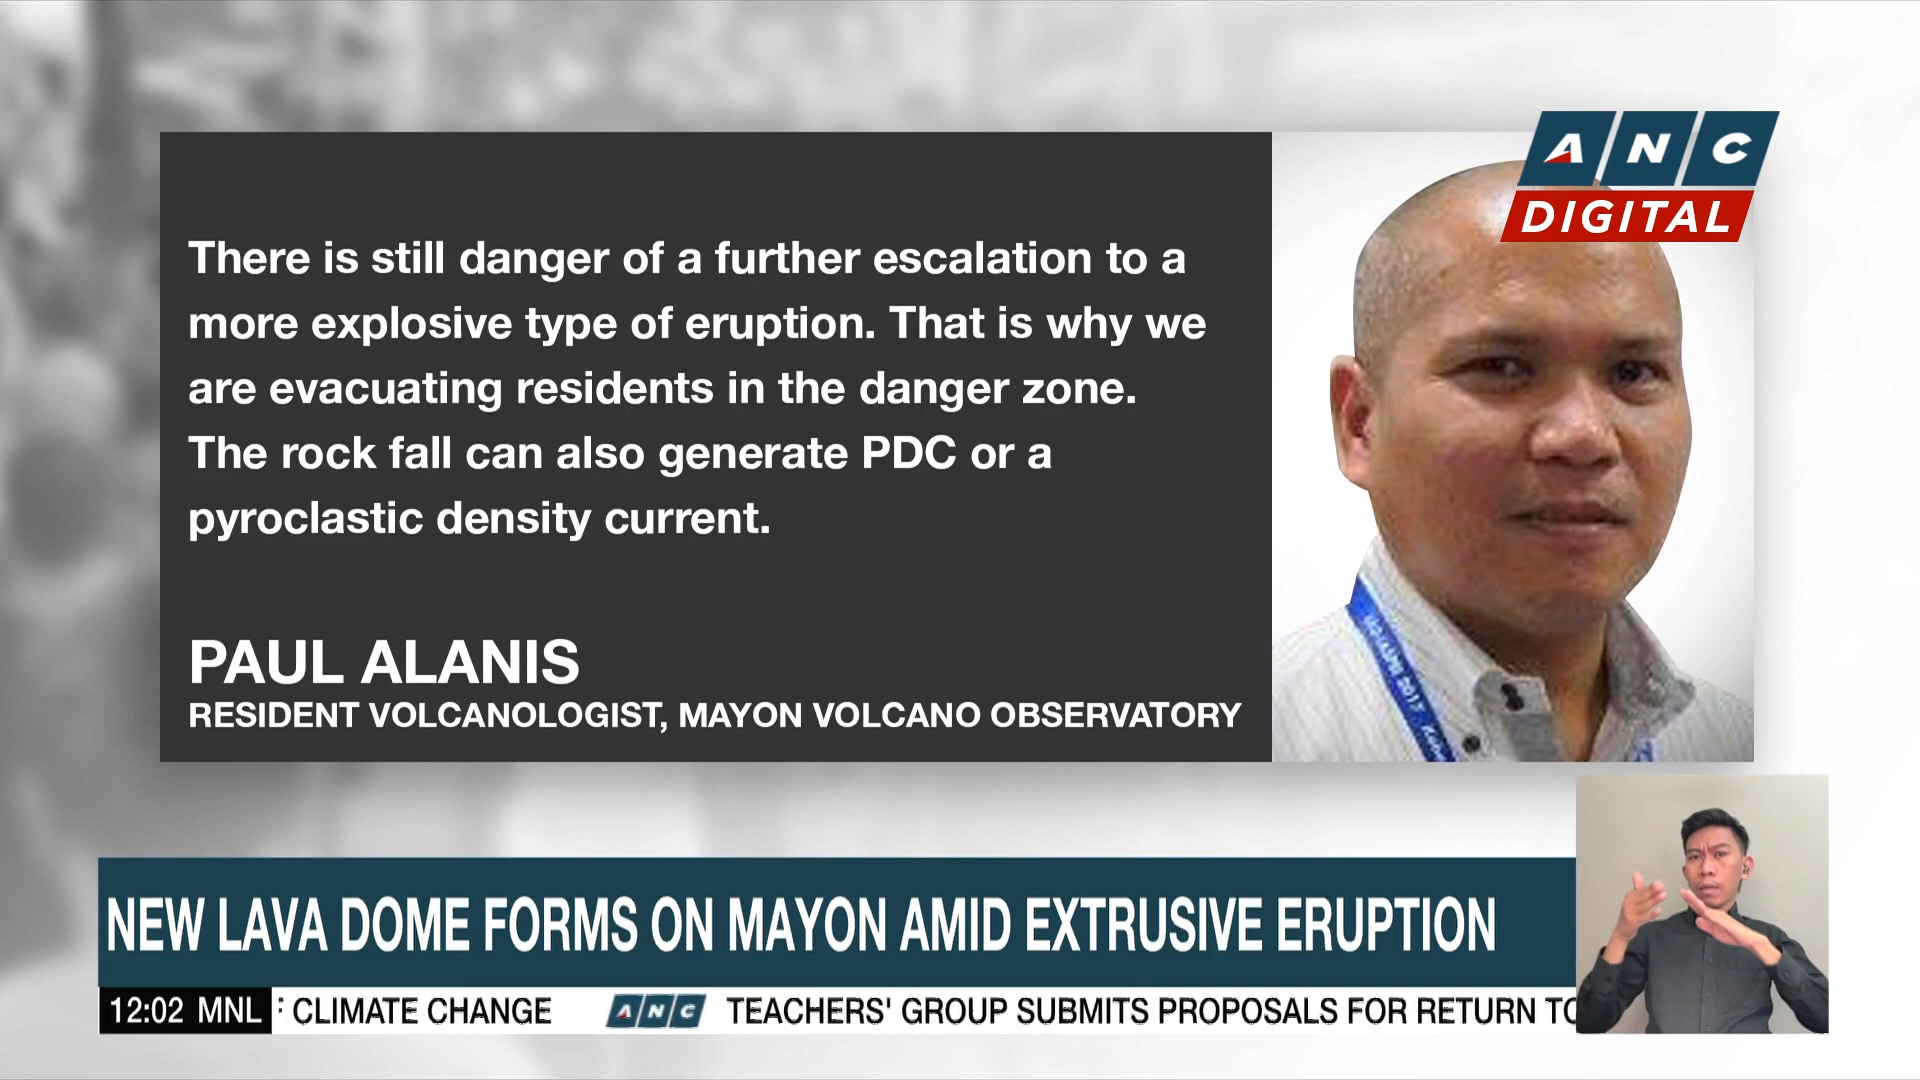 ANC
DIGITAL
There is still danger of a further escalation to a
more explosive type of eruption. That is why we
are evacuating residents in the danger zone.
The rock fall can also generate PDC or a
pyroclastic density current.
PAUL ALANIS
RESIDENT VOLCANOLOGIST, MAYON VOLCANO OBSERVATORY
2017
NEW LAVA DOME FORMS ON MAYON AMID EXTRUSIVE ERUPTION
12:02 MNL CLIMATE CHANGE ANC TEACHERS' GROUP SUBMITS PROPOSALS FOR RETURN TO